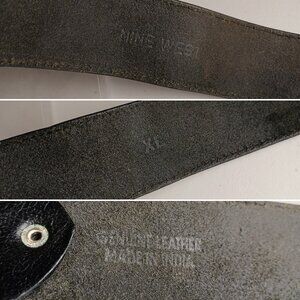 NINE WEST
XL
GENUINE LEATHER
MADE IN INDIA